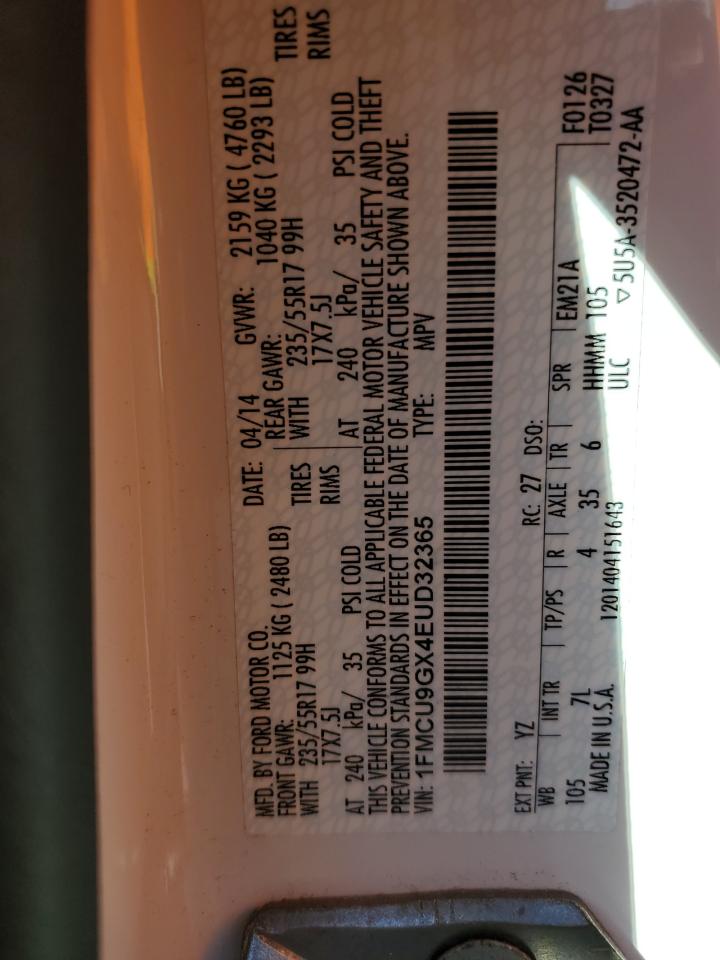 MFD. BY FORD MOTOR CO. DATE: 04/14 GVWR: 2159 KG ( 4760 LB)
FRONT GAWR: 1125 KG ( 2480 LB) REAR GAWR: 1040 KG ( 2293 LB)
WITH 235/55R17 99H TIRES WITH 235/55R17 99H TIRES
17X7.5J RIMS 17X7.5J RIMS
AT 240 kPa/ 35 PSI COLD AT 240 kPa/ 35 PSI COLD
THIS VEHICLE CONFORMS TO ALL APPLICABLE FEDERAL MOTOR VEHICLE SAFETY AND THEFT
PREVENTION STANDARDS IN EFFECT ON THE DATE OF MANUFACTURE SHOWN ABOVE.
VIN: 1FMCU9GX4EUD32365 TYPE: MPV
EXT PNT: YZ RC: 27 DSO:
WB INT TR TP/PS R AXLE TR SPR EM21A F0126
105 7L 4 35 6 HHMM 105 T0327
MADE IN U.S.A. 1201404151643 ULC ▽5U5A-3520472-AA